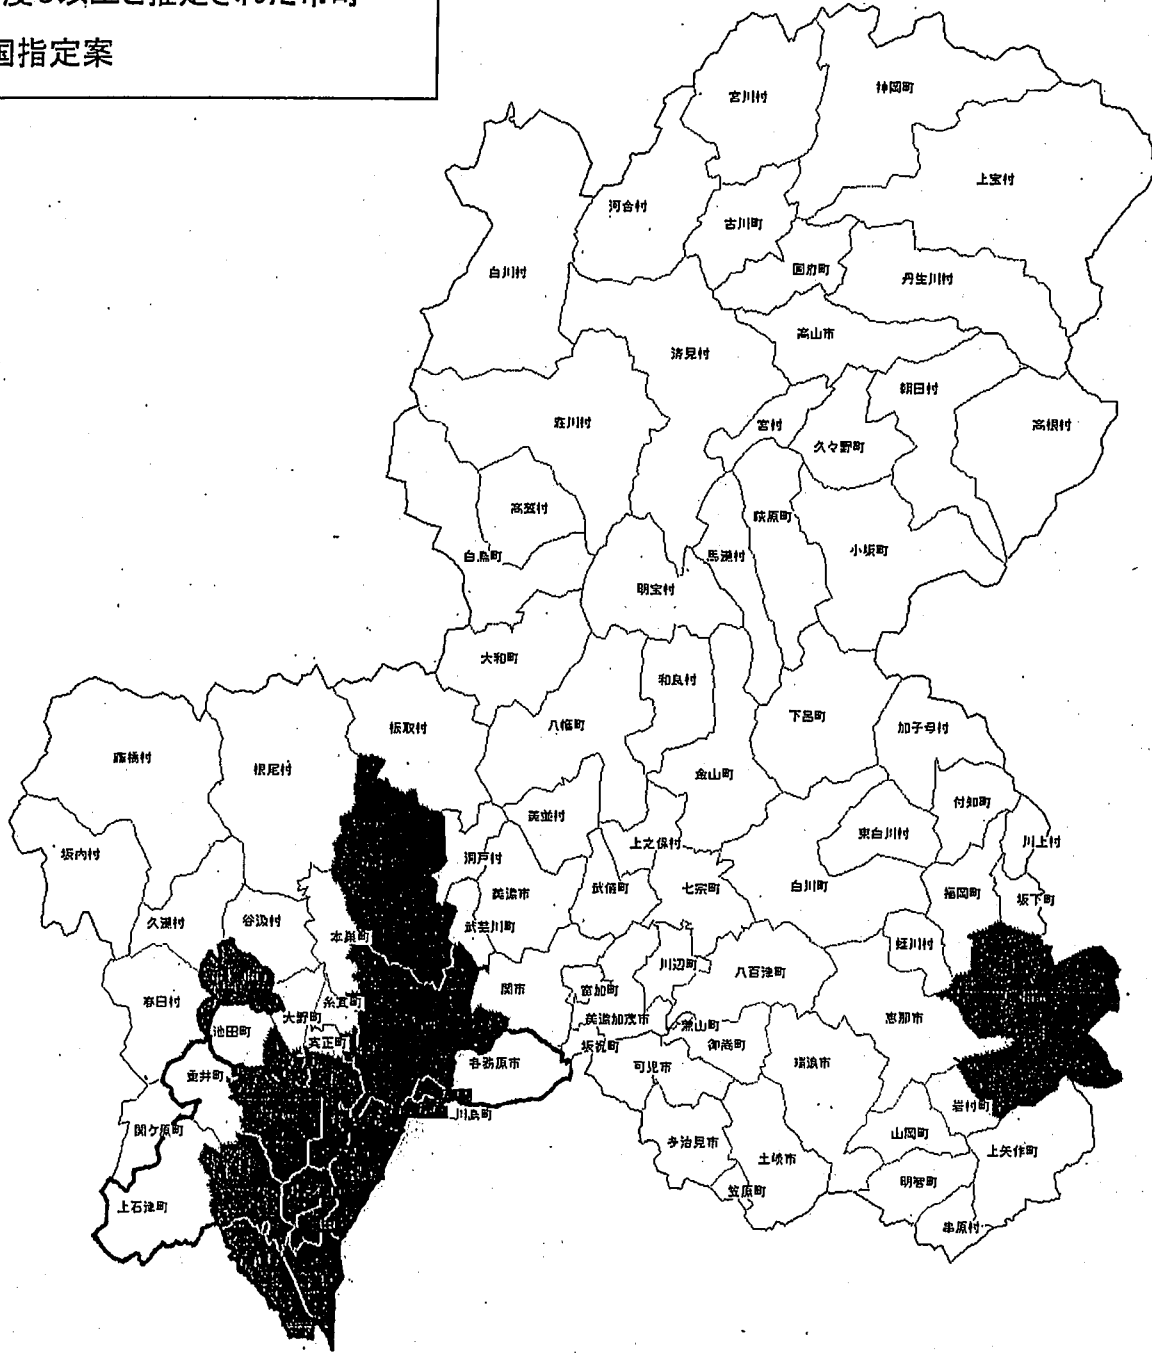 国指定案
宮川村
神岡町
上宝村
河合村
古川町
白川村
国府町
丹生川村
高山市
清見村
朝日村
荘川村
宮村
久々野町
高根村
高鷲村
萩原町
白鳥町
馬瀬村
小坂町
明宝村
大和町
和良村
板取村
八幡町
下呂町
加子母村
藤橋村
根尾村
金山町
付知町
美並村
東白川村
川上村
坂内村
上之保村
洞戸村
美濃市
武儀町
七宗町
白川町
福岡町
坂下町
久瀬村
谷汲村
本巣町
武芸川町
蛭川村
川辺町
八百津町
春日村
糸貫町
関市
富加町
大野町
美濃加茂市
恵那市
池田町
真正町
兼山町
御嵩町
坂祝町
垂井町
各務原市
可児市
瑞浪市
川島町
岩村町
関ケ原町
山岡町
多治見市
上矢作町
土岐市
上石津町
明智町
笠原町
串原村